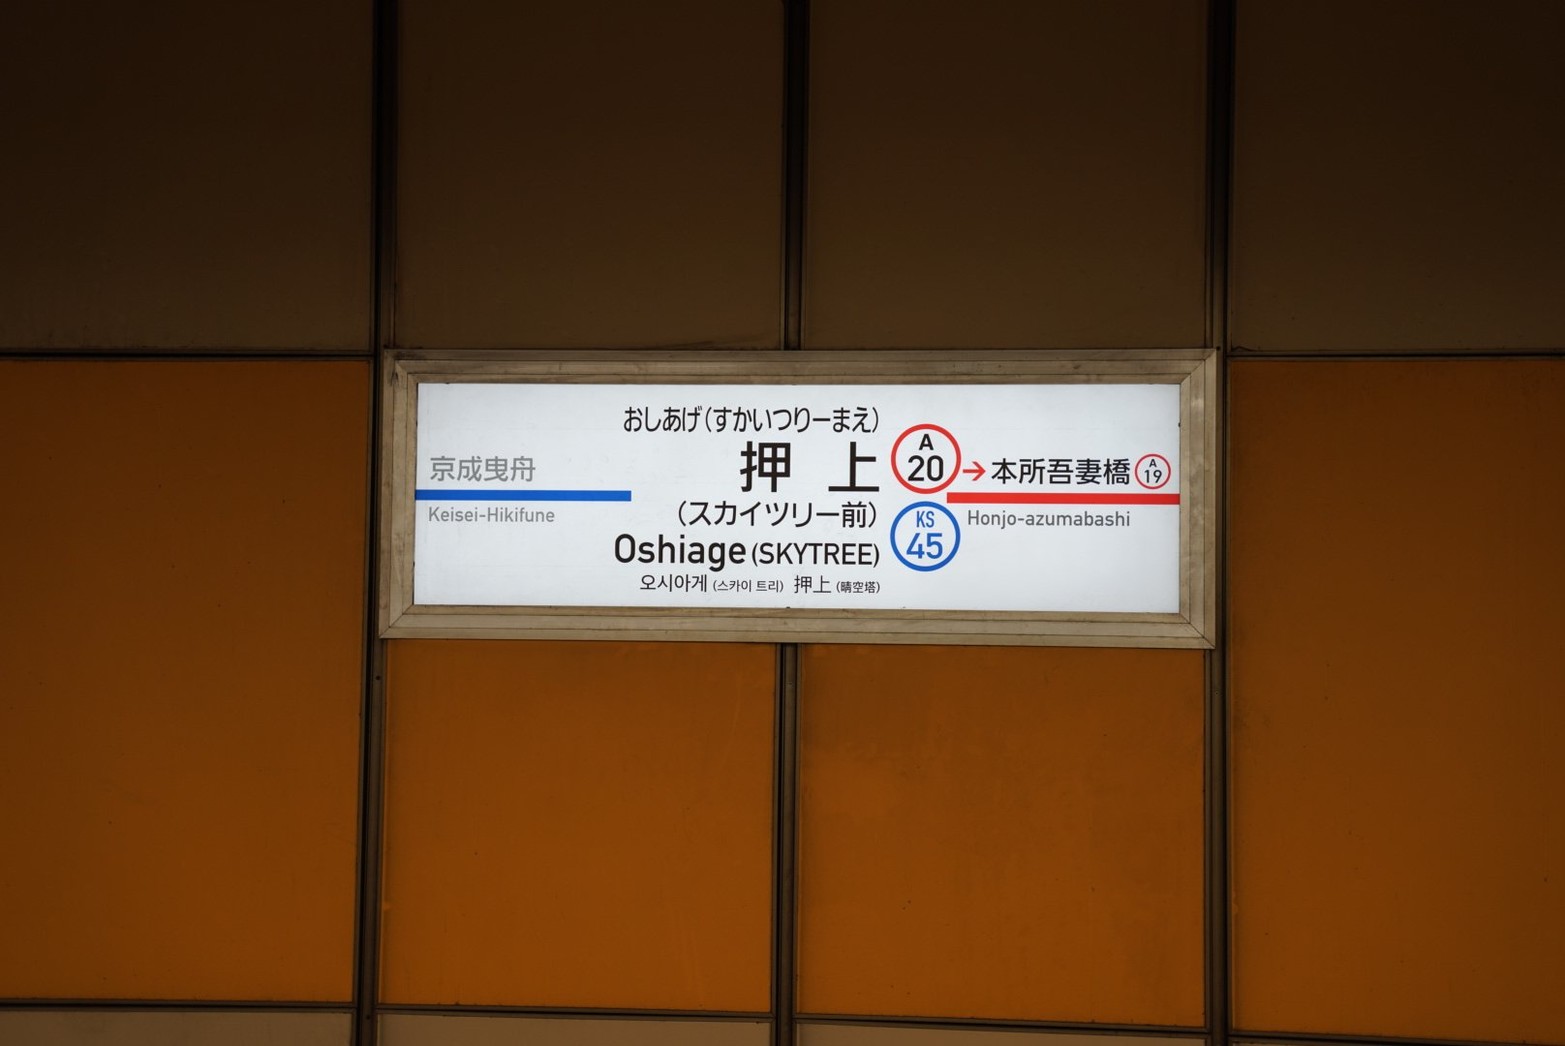 京成曳舟
Keisei-Hikifune
おしあげ(すかいつりーまえ)
押 上
(スカイツリー前)
Oshiage (SKYTREE)
오시아게 (스카이 트리) 押上 (晴空塔)
A
20
KS
45
→ 本所吾妻橋
A
19
Honjo-azumabashi